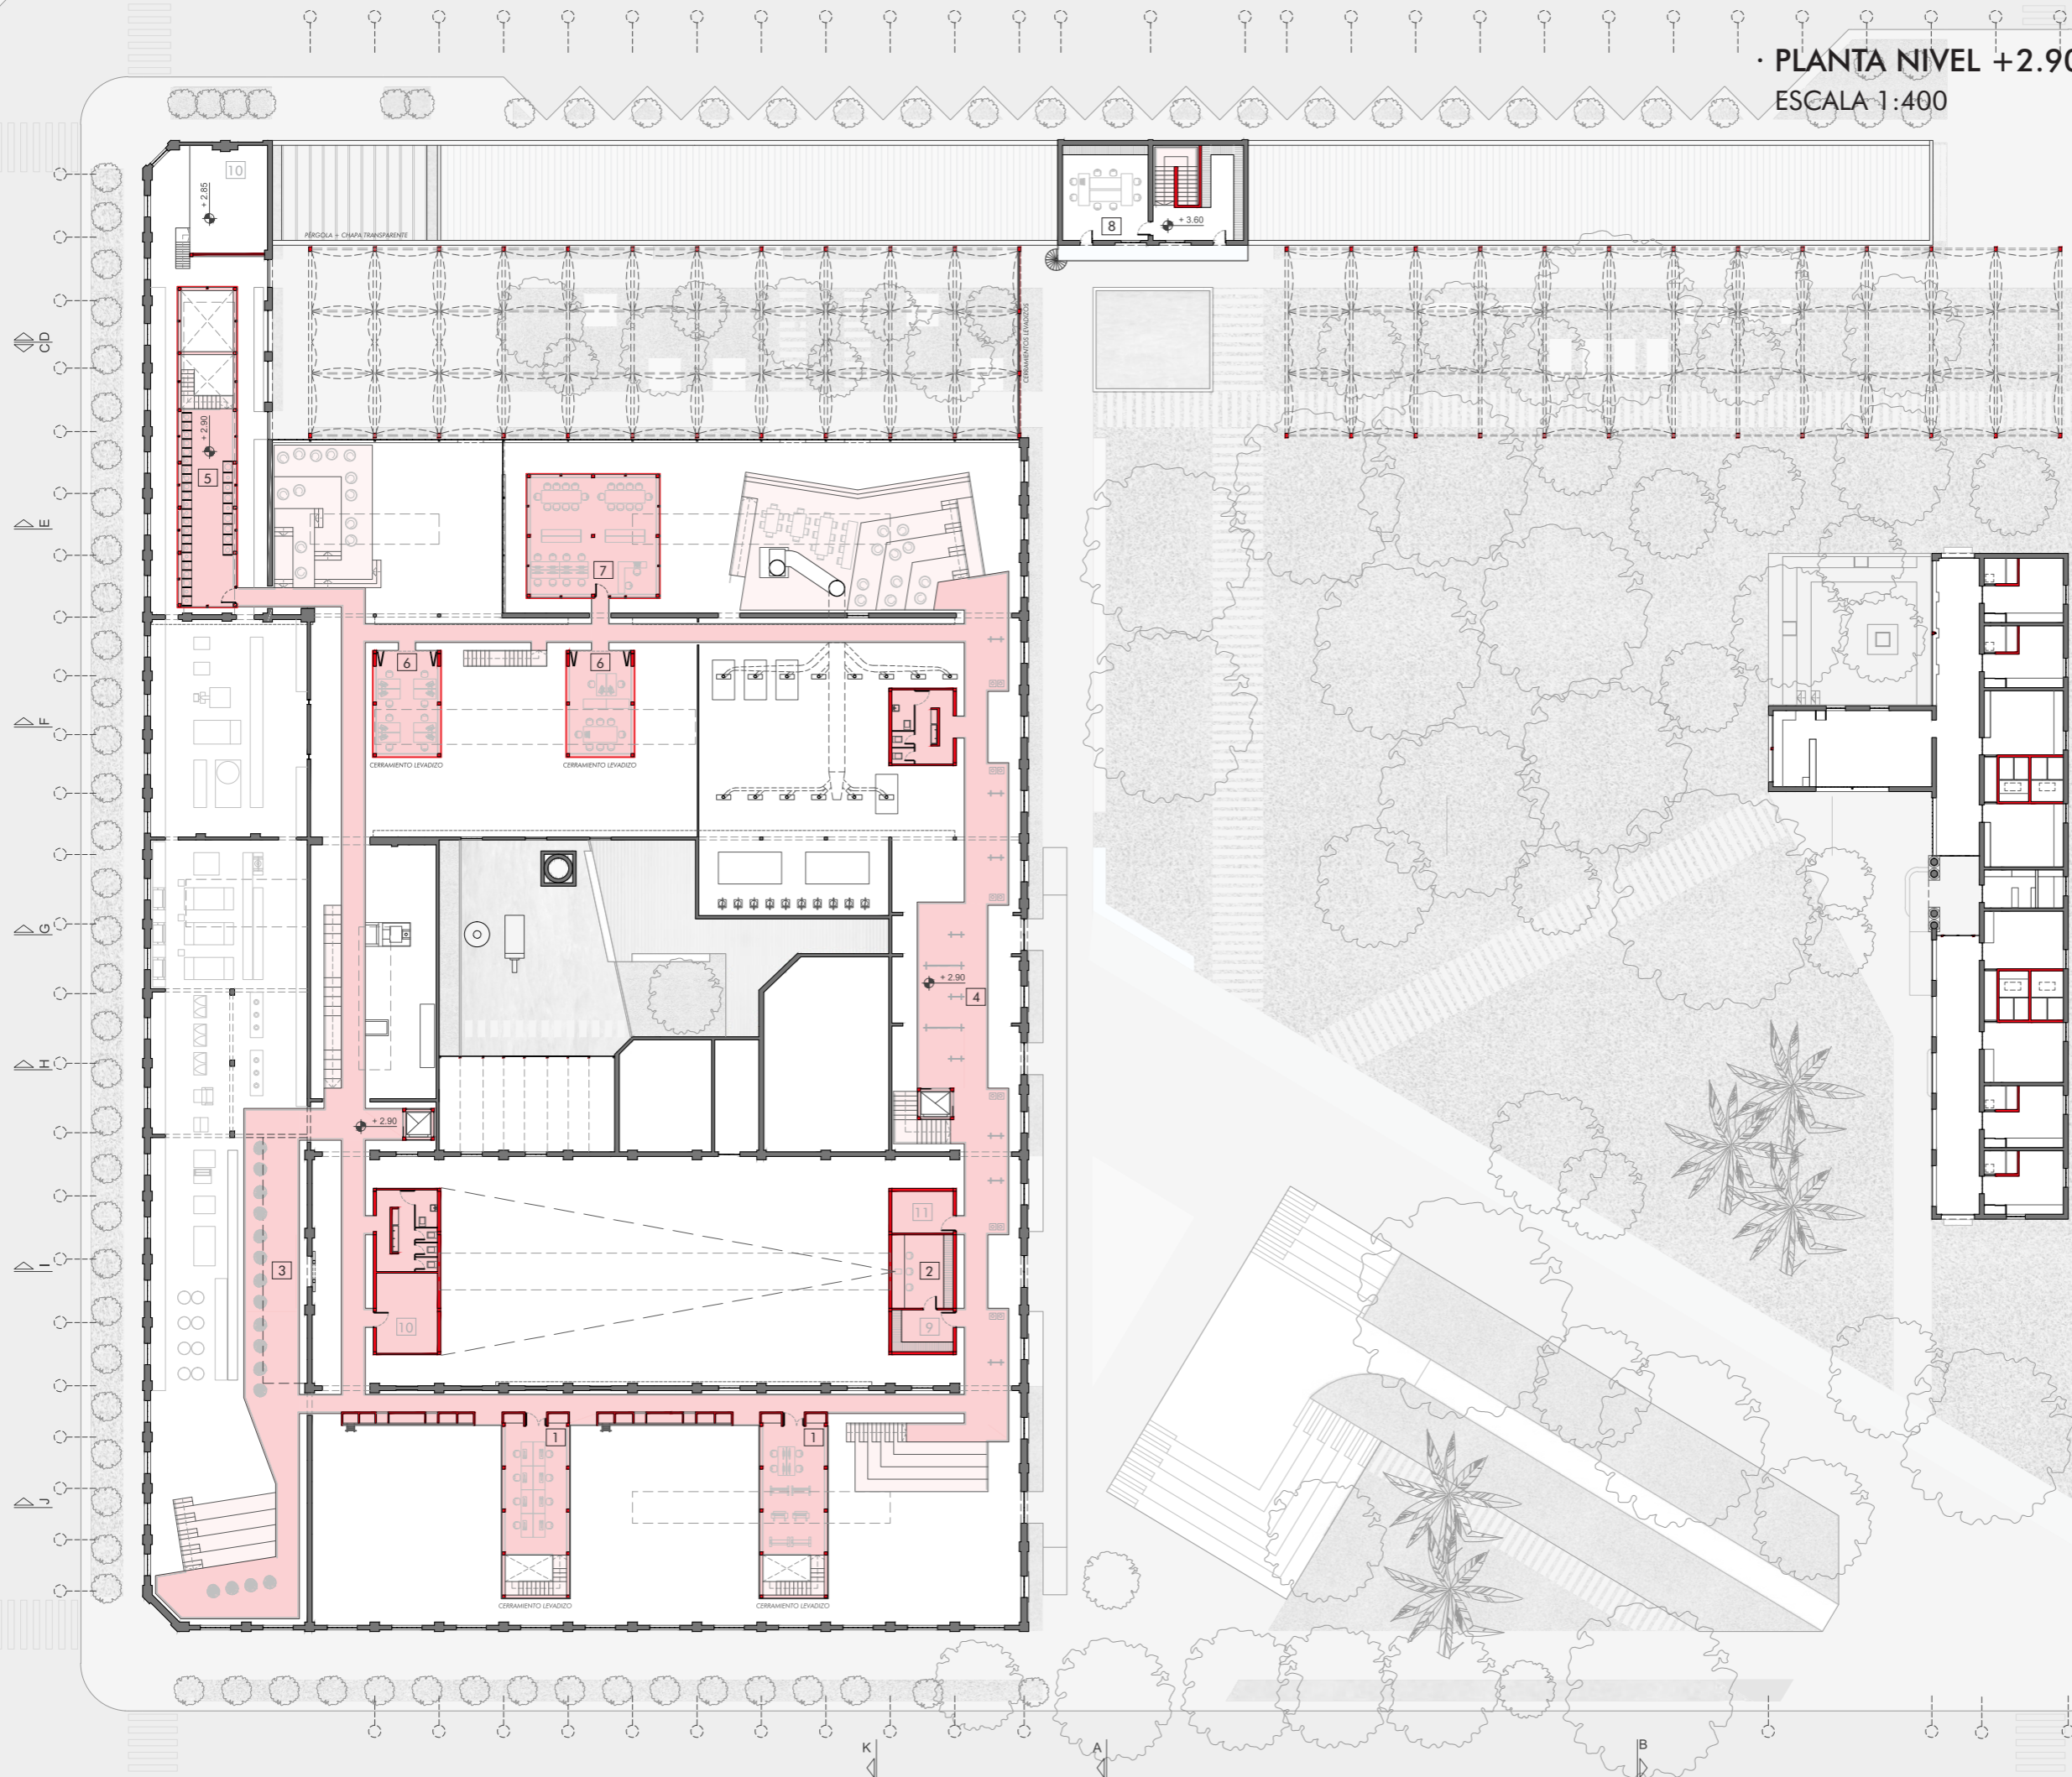 · PLANTA NIVEL +2.90
ESCALA 1:400
10
+ 2.85
PÉRGOLA + CHAPA TRANSPARENTE
8
+ 3.60
CERRAMIENTOS LEVADIZOS
C D
+ 2.90
5
E
7
6
6
F
CERRAMIENTO LEVADIZO
CERRAMIENTO LEVADIZO
G
+ 2.90
4
H
+ 2.90
11
3
I
2
10
9
1
1
J
CERRAMIENTO LEVADIZO
CERRAMIENTO LEVADIZO
K
A
B